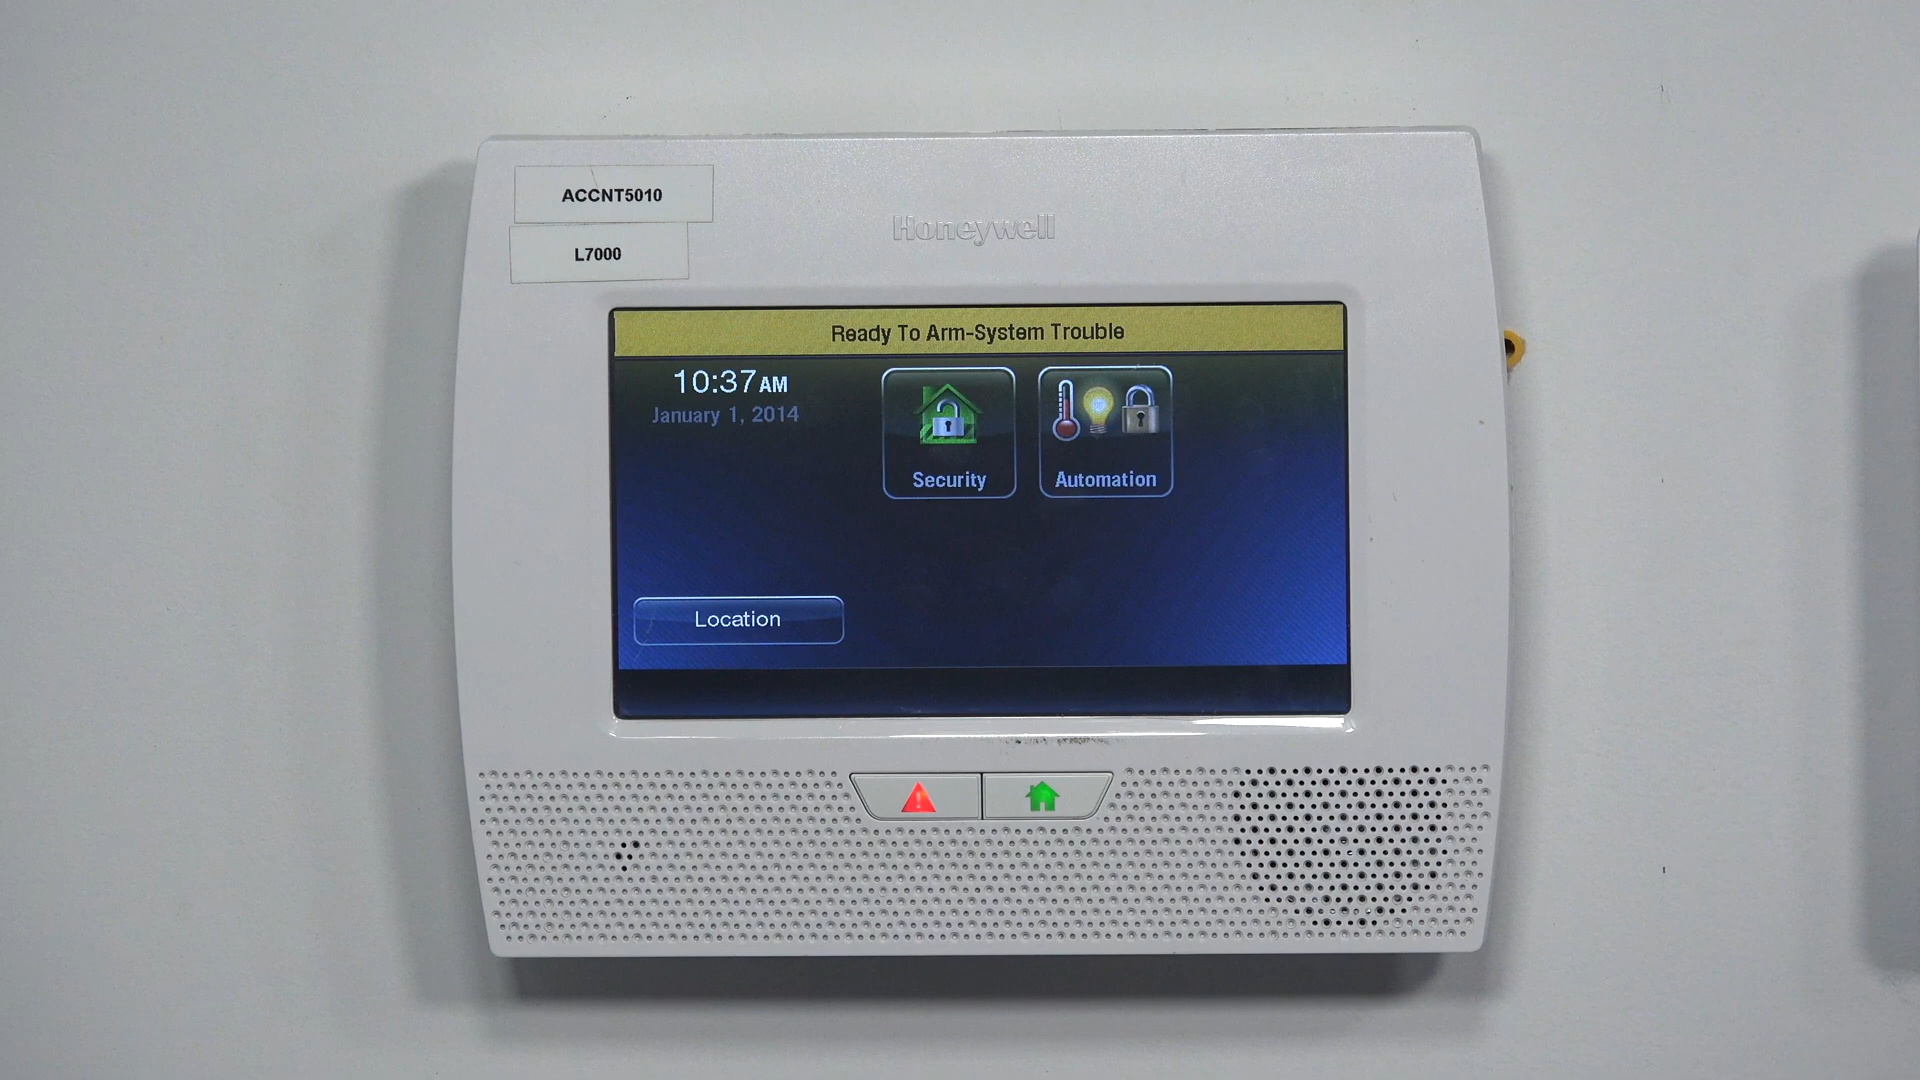 ACCNT5010
L7000
Honeywell
Ready To Arm-System Trouble
10:37AM
January 1, 2014
Security
Automation
Location